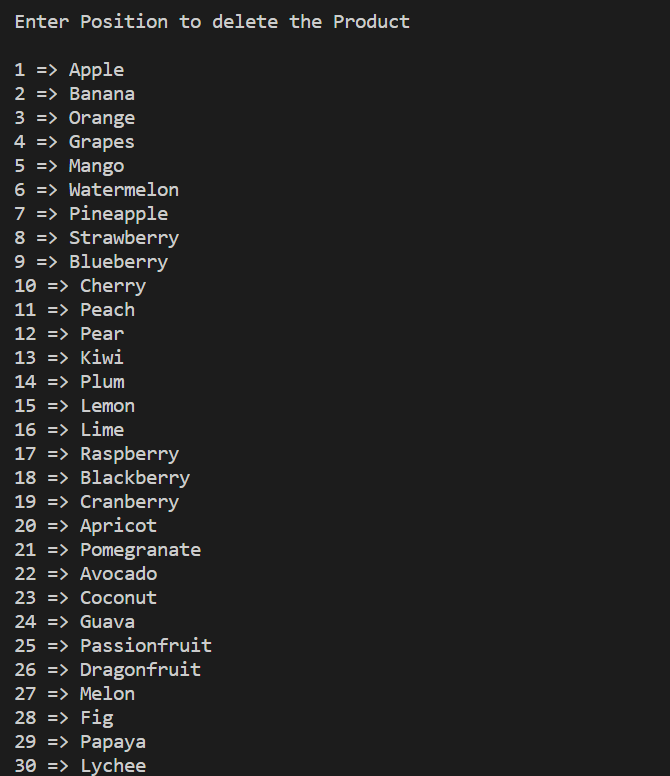 Enter Position to delete the Product
1 => Apple
2 => Banana
3 => Orange
4 => Grapes
5 => Mango
6 => Watermelon
7 => Pineapple
8 => Strawberry
9 => Blueberry
10 => Cherry
11 => Peach
12 => Pear
13 => Kiwi
14 => Plum
15 => Lemon
16 => Lime
17 => Raspberry
18 => Blackberry
19 => Cranberry
20 => Apricot
21 => Pomegranate
22 => Avocado
23 => Coconut
24 => Guava
25 => Passionfruit
26 => Dragonfruit
27 => Melon
28 => Fig
29 => Papaya
30 => Lychee